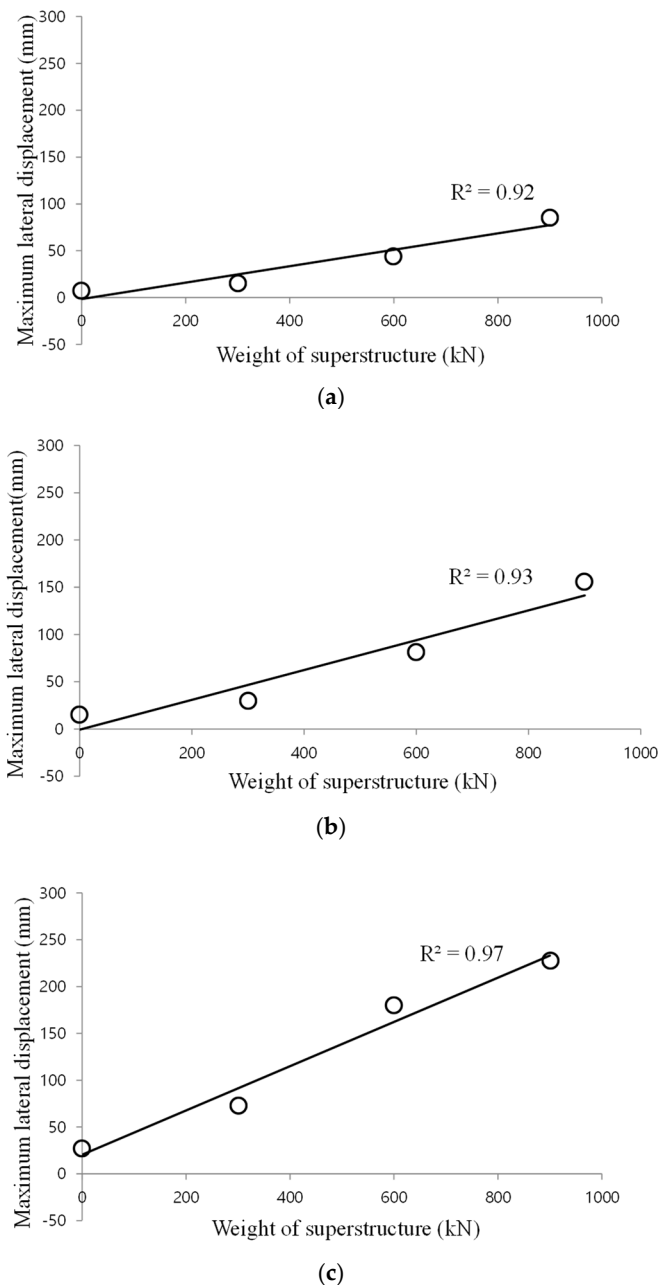 Maximum lateral displacement (mm)
300
250
200
150
100
50
0
-50
R² = 0.92
0 200 400 600 800 1000
Weight of superstructure (kN)
(a)
Maximum lateral displacement(mm)
300
250
200
150
100
50
0
-50
R² = 0.93
0 200 400 600 800 1000
Weight of superstructure (kN)
(b)
Maximum lateral displacement (mm)
300
250
200
150
100
50
0
-50
R² = 0.97
0 200 400 600 800 1000
Weight of superstructure (kN)
(c)